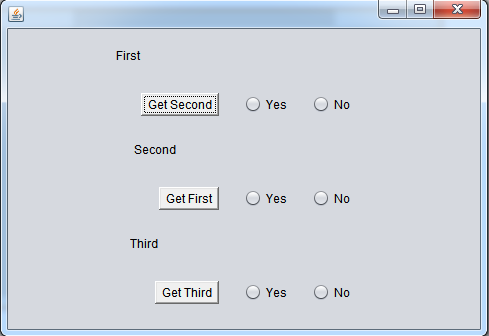 First
Get Second Yes No
Second
Get First Yes No
Third
Get Third Yes No